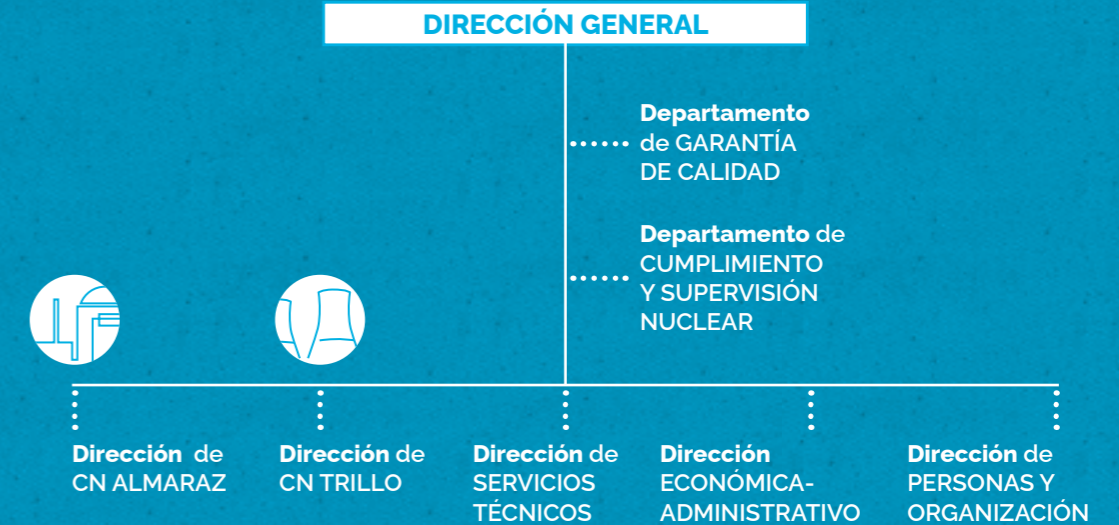 DIRECCIÓN GENERAL
Departamento
de GARANTÍA
DE CALIDAD
Departamento de
CUMPLIMIENTO
Y SUPERVISIÓN
NUCLEAR
Dirección de
CN ALMARAZ
Dirección de
CN TRILLO
Dirección de
SERVICIOS
TÉCNICOS
Dirección
ECONÓMICA-
ADMINISTRATIVO
Dirección de
PERSONAS Y
ORGANIZACIÓN